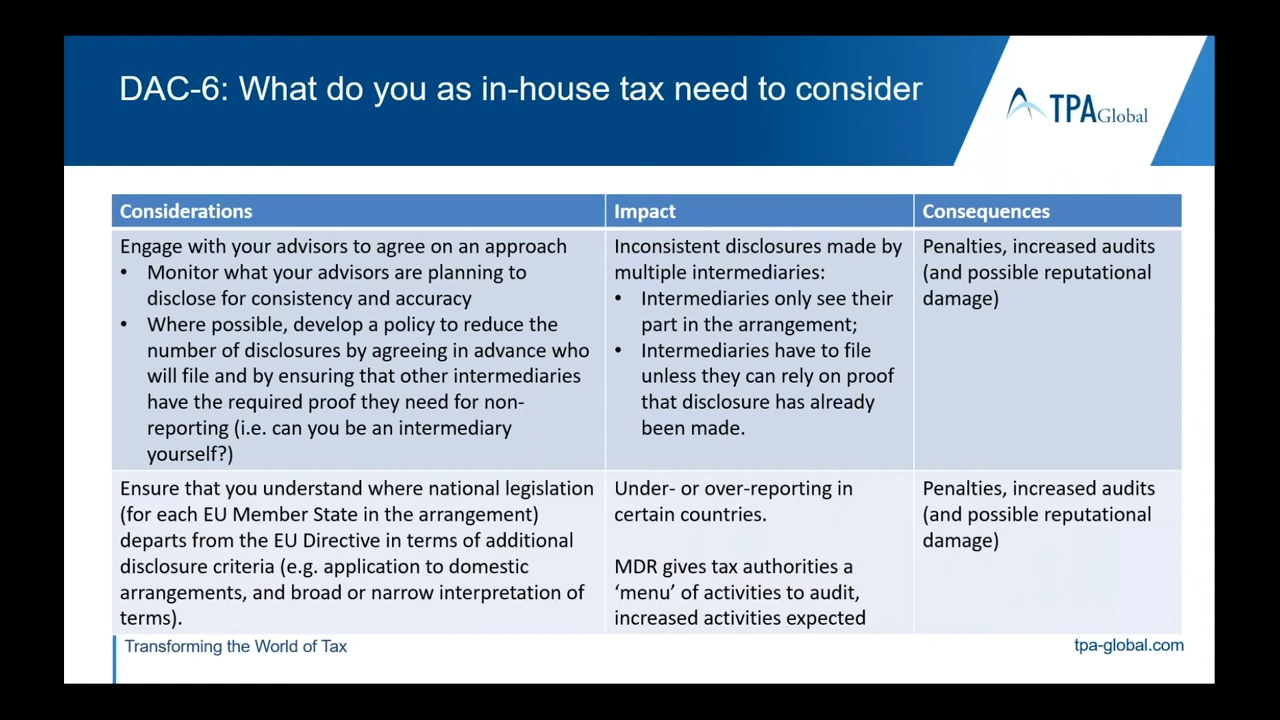 DAC-6: What do you as in-house tax need to consider
TPAGlobal
Considerations
Impact
Consequences
Engage with your advisors to agree on an approach
• Monitor what your advisors are planning to
disclose for consistency and accuracy
• Where possible, develop a policy to reduce the
number of disclosures by agreeing in advance who
will file and by ensuring that other intermediaries
have the required proof they need for non-
reporting (i.e. can you be an intermediary
yourself?)
Inconsistent disclosures made by
multiple intermediaries:
• Intermediaries only see their
part in the arrangement;
• Intermediaries have to file
unless they can rely on proof
that disclosure has already
been made.
Penalties, increased audits
(and possible reputational
damage)
Ensure that you understand where national legislation
(for each EU Member State in the arrangement)
departs from the EU Directive in terms of additional
disclosure criteria (e.g. application to domestic
arrangements, and broad or narrow interpretation of
terms).
Under- or over-reporting in
certain countries.
MDR gives tax authorities a
‘menu’ of activities to audit,
increased activities expected
Penalties, increased audits
(and possible reputational
damage)
Transforming the World of Tax
tpa-global.com